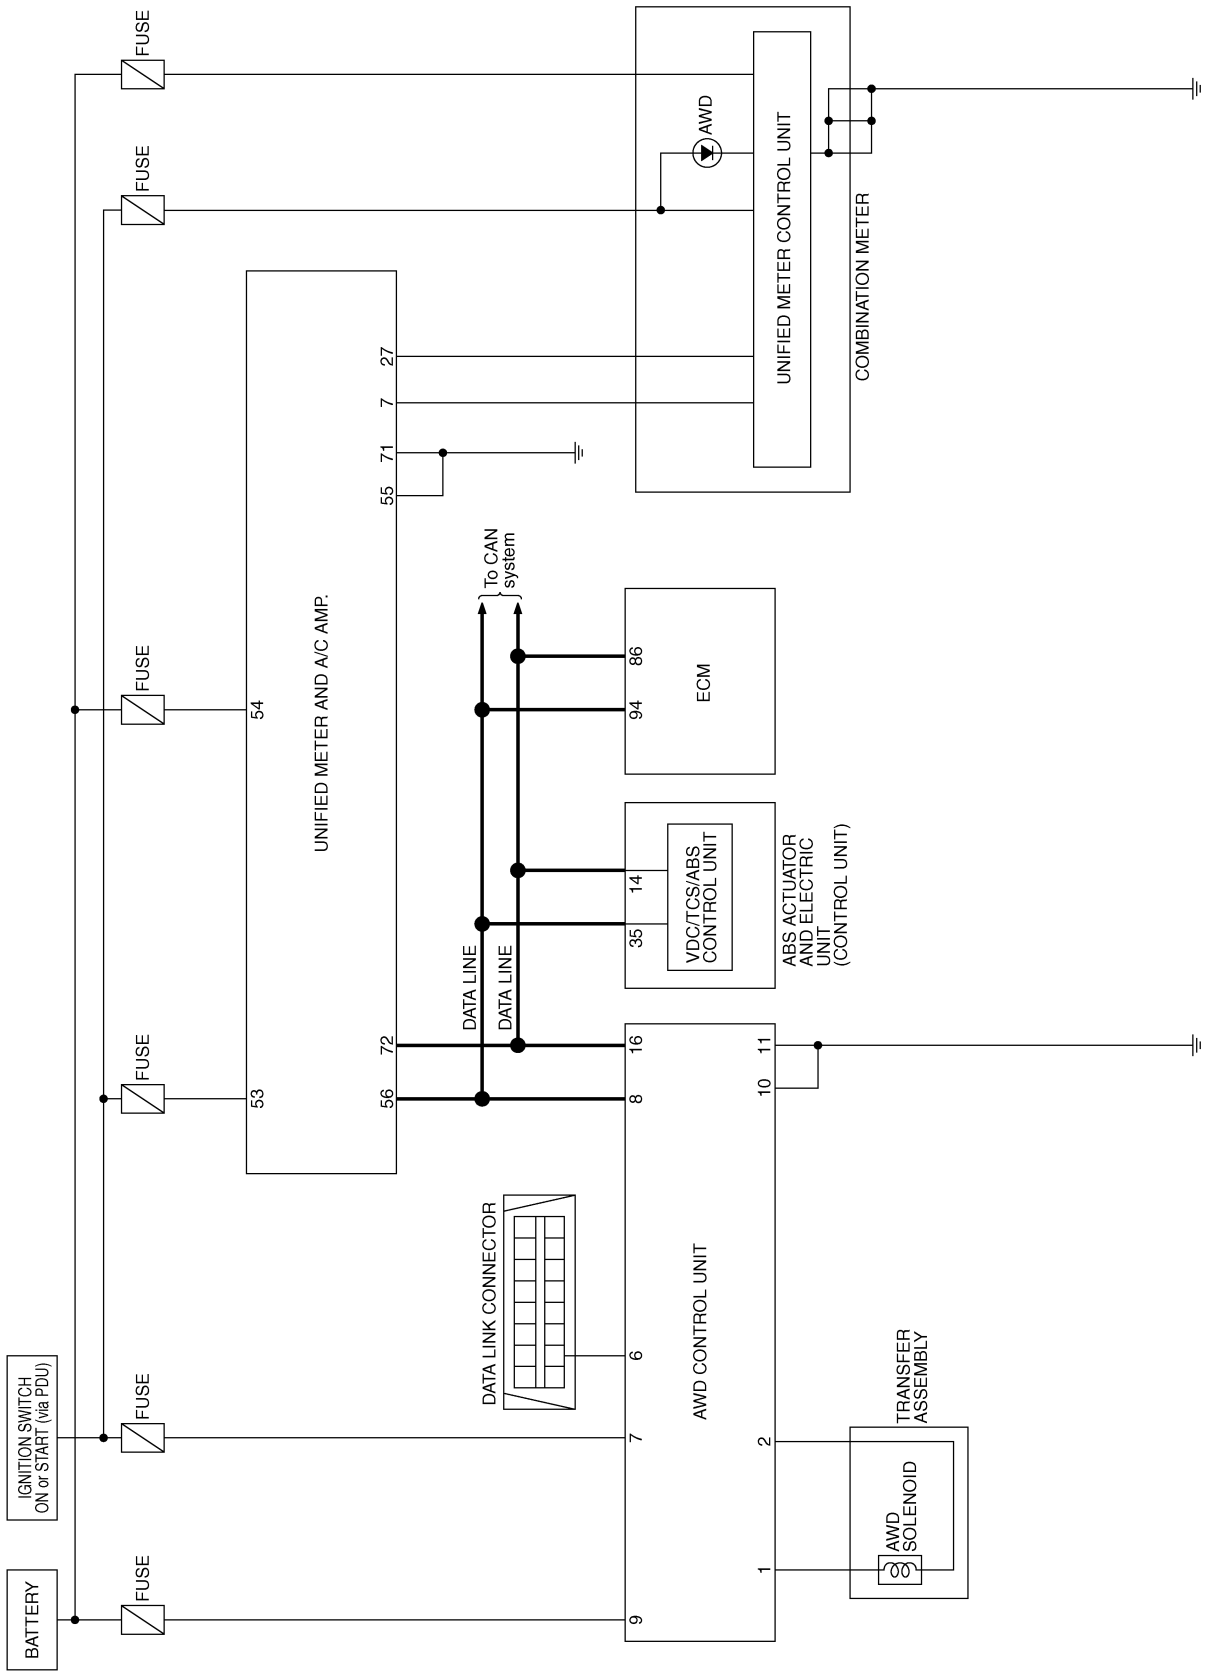 BATTERY
IGNITION SWITCH
ON or START (via PDU)
FUSE
FUSE
FUSE
FUSE
FUSE
FUSE
53
54
UNIFIED METER AND A/C AMP.
56
72
55
71
7
27
DATA LINK CONNECTOR
DATA LINE
DATA LINE
To CAN
system
9
7
6
8
16
AWD CONTROL UNIT
1
2
10
11
35
14
VDC/TCS/ABS
CONTROL UNIT
ABS ACTUATOR
AND ELECTRIC
UNIT
(CONTROL UNIT)
94
86
ECM
AWD
UNIFIED METER CONTROL UNIT
COMBINATION METER
AWD
SOLENOID
TRANSFER
ASSEMBLY